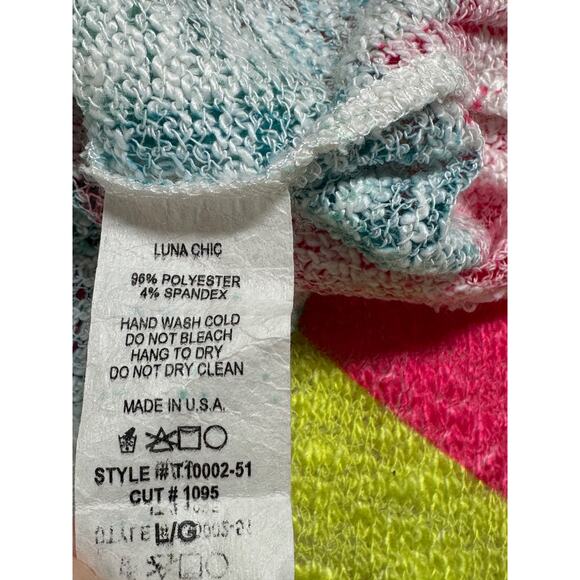 LUNA CHIC
96% POLYESTER
4% SPANDEX
HAND WASH COLD
DO NOT BLEACH
HANG TO DRY
DO NOT DRY CLEAN
MADE IN U.S.A.
STYLE # T10002-51
CUT # 1095
L/G